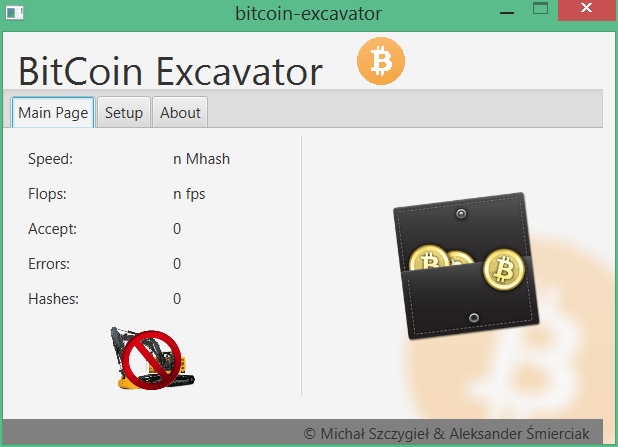 bitcoin-excavator
BitCoin Excavator
Main Page Setup About
Speed: n Mhash
Flops: n fps
Accept: 0
Errors: 0
Hashes: 0
© Michał Szczygieł & Aleksander Śmierciak